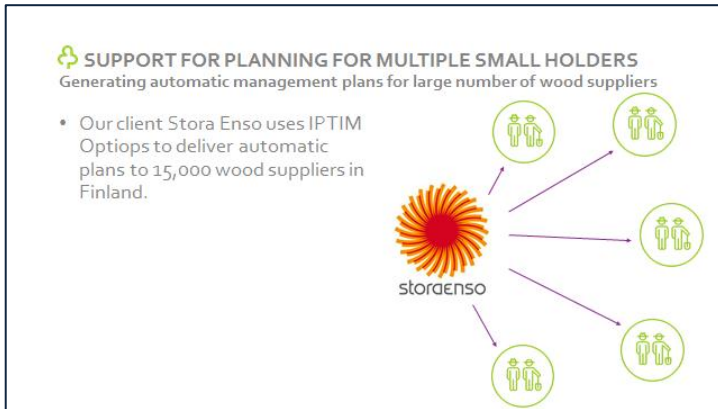 SUPPORT FOR PLANNING FOR MULTIPLE SMALL HOLDERS
Generating automatic management plans for large number of wood suppliers
• Our client Stora Enso uses IPTIM
Optiops to deliver automatic
plans to 15,000 wood suppliers in
Finland.
storaenso